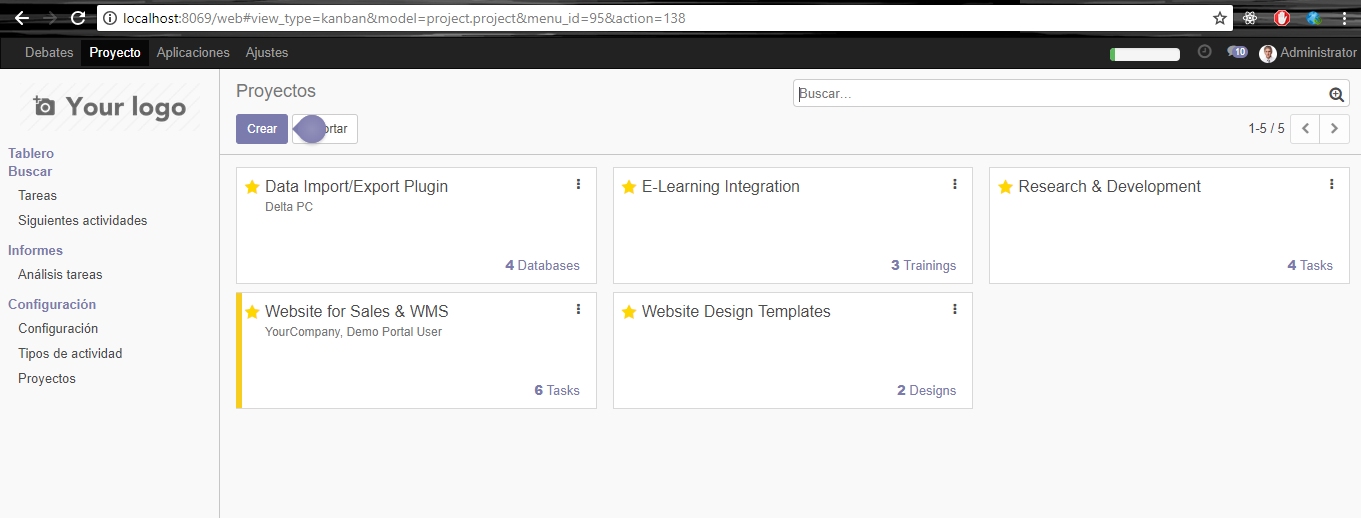 localhost:8069/web#view_type=kanban&model=project.project&menu_id=95&action=138
Debates Proyecto Aplicaciones Ajustes 10 Administrator
Your logo
Proyectos
Buscar...
Crear ortar
1-5 / 5
Tablero
Buscar
Tareas
Siguientes actividades
Informes
Análisis tareas
Configuración
Configuración
Tipos de actividad
Proyectos
Data Import/Export Plugin
Delta PC
4 Databases
E-Learning Integration
3 Trainings
Research & Development
4 Tasks
Website for Sales & WMS
YourCompany, Demo Portal User
6 Tasks
Website Design Templates
2 Designs